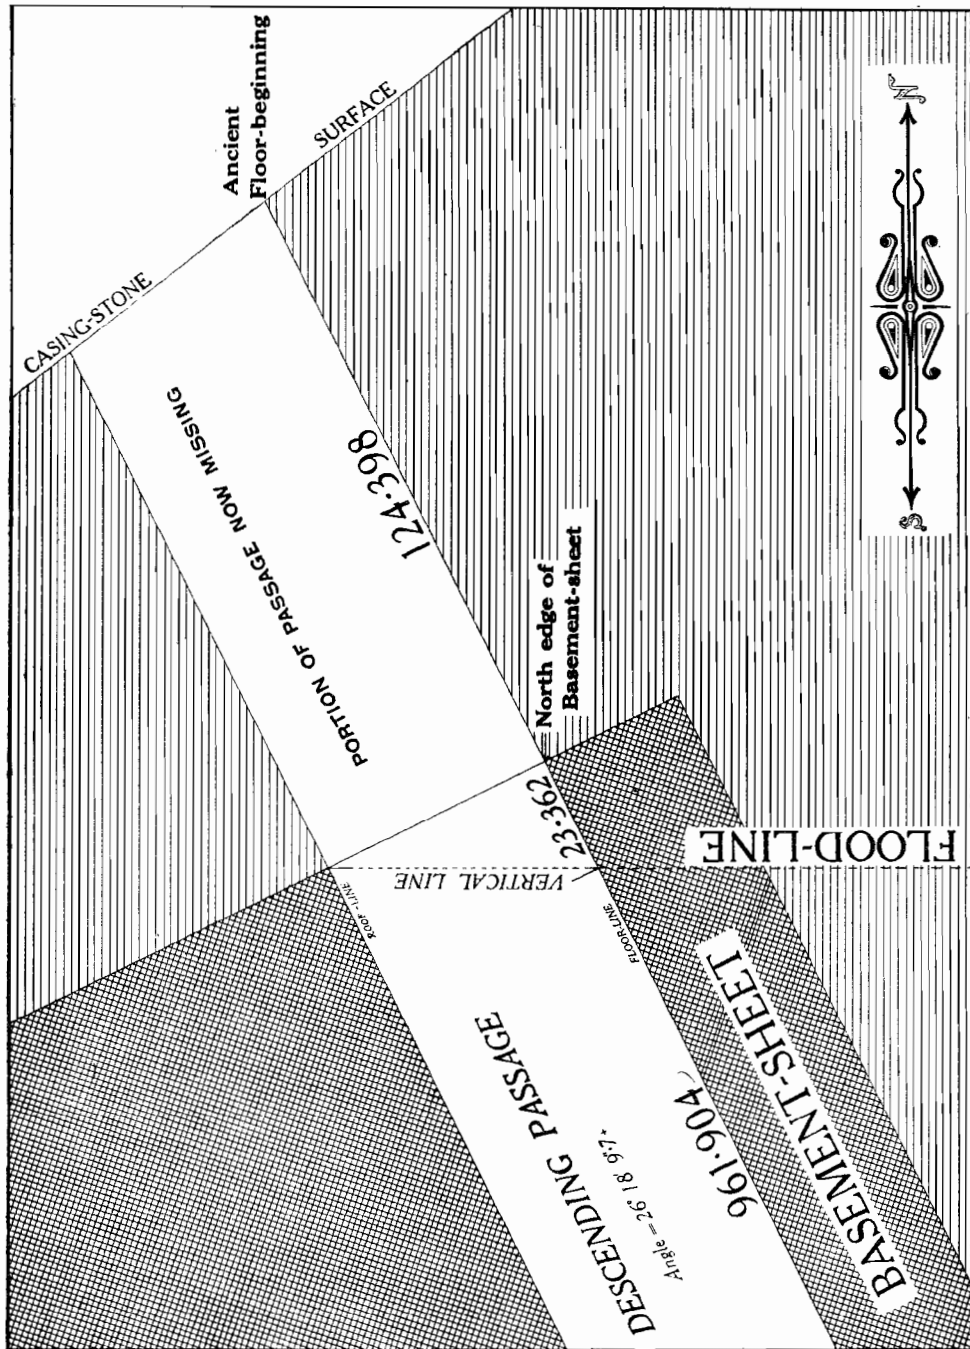 Ancient
Floor-beginning
SURFACE
CASING-STONE
N
S
PORTION OF PASSAGE NOW MISSING
124·398
North edge of
Basement-sheet
23·362
VERTICAL LINE
FLOOD-LINE
ROOF-LINE
FLOOR-LINE
DESCENDING PASSAGE
Angle = 26° 18′ 9″·7+
961·904
BASEMENT-SHEET